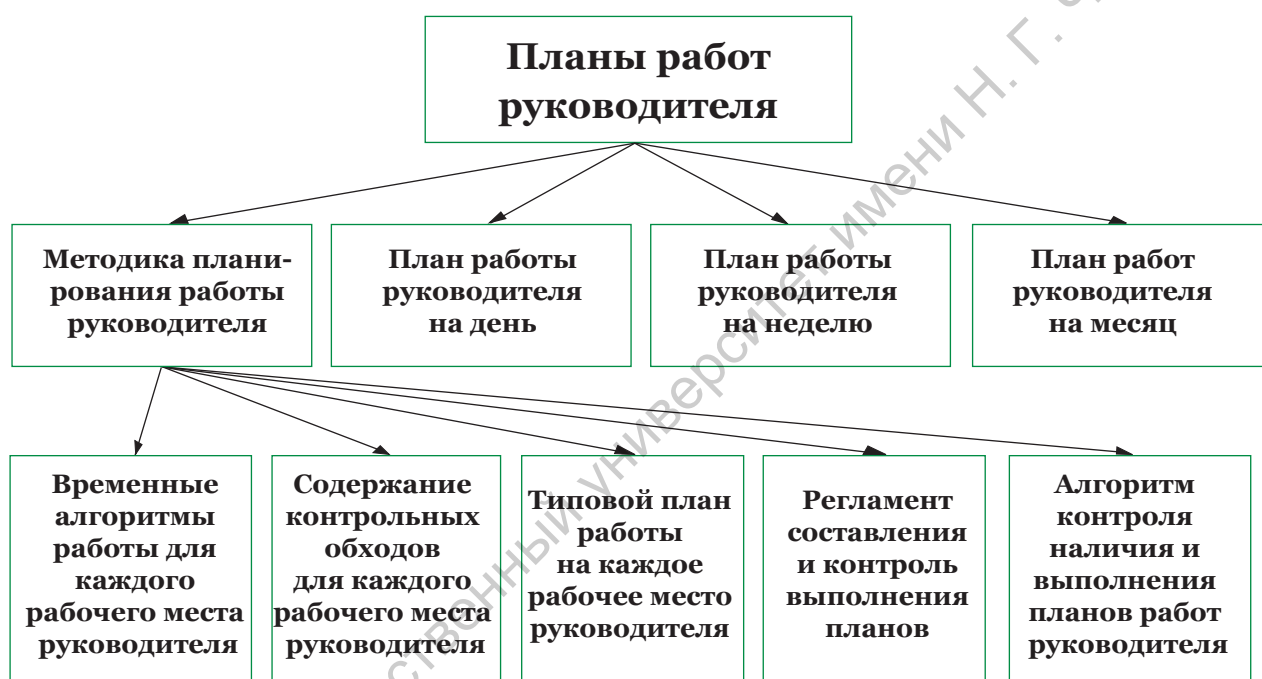 Планы работ
руководителя
Методика плани-
рования работы
руководителя
План работы
руководителя
на день
План работы
руководителя
на неделю
План работ
руководителя
на месяц
Временные
алгоритмы
работы для
каждого
рабочего места
руководителя
Содержание
контрольных
обходов
для каждого
рабочего места
руководителя
Типовой план
работы
на каждое
рабочее место
руководителя
Регламент
составления
и контроль
выполнения
планов
Алгоритм
контроля
наличия и
выполнения
планов работ
руководителя
университет имени Н. Г.